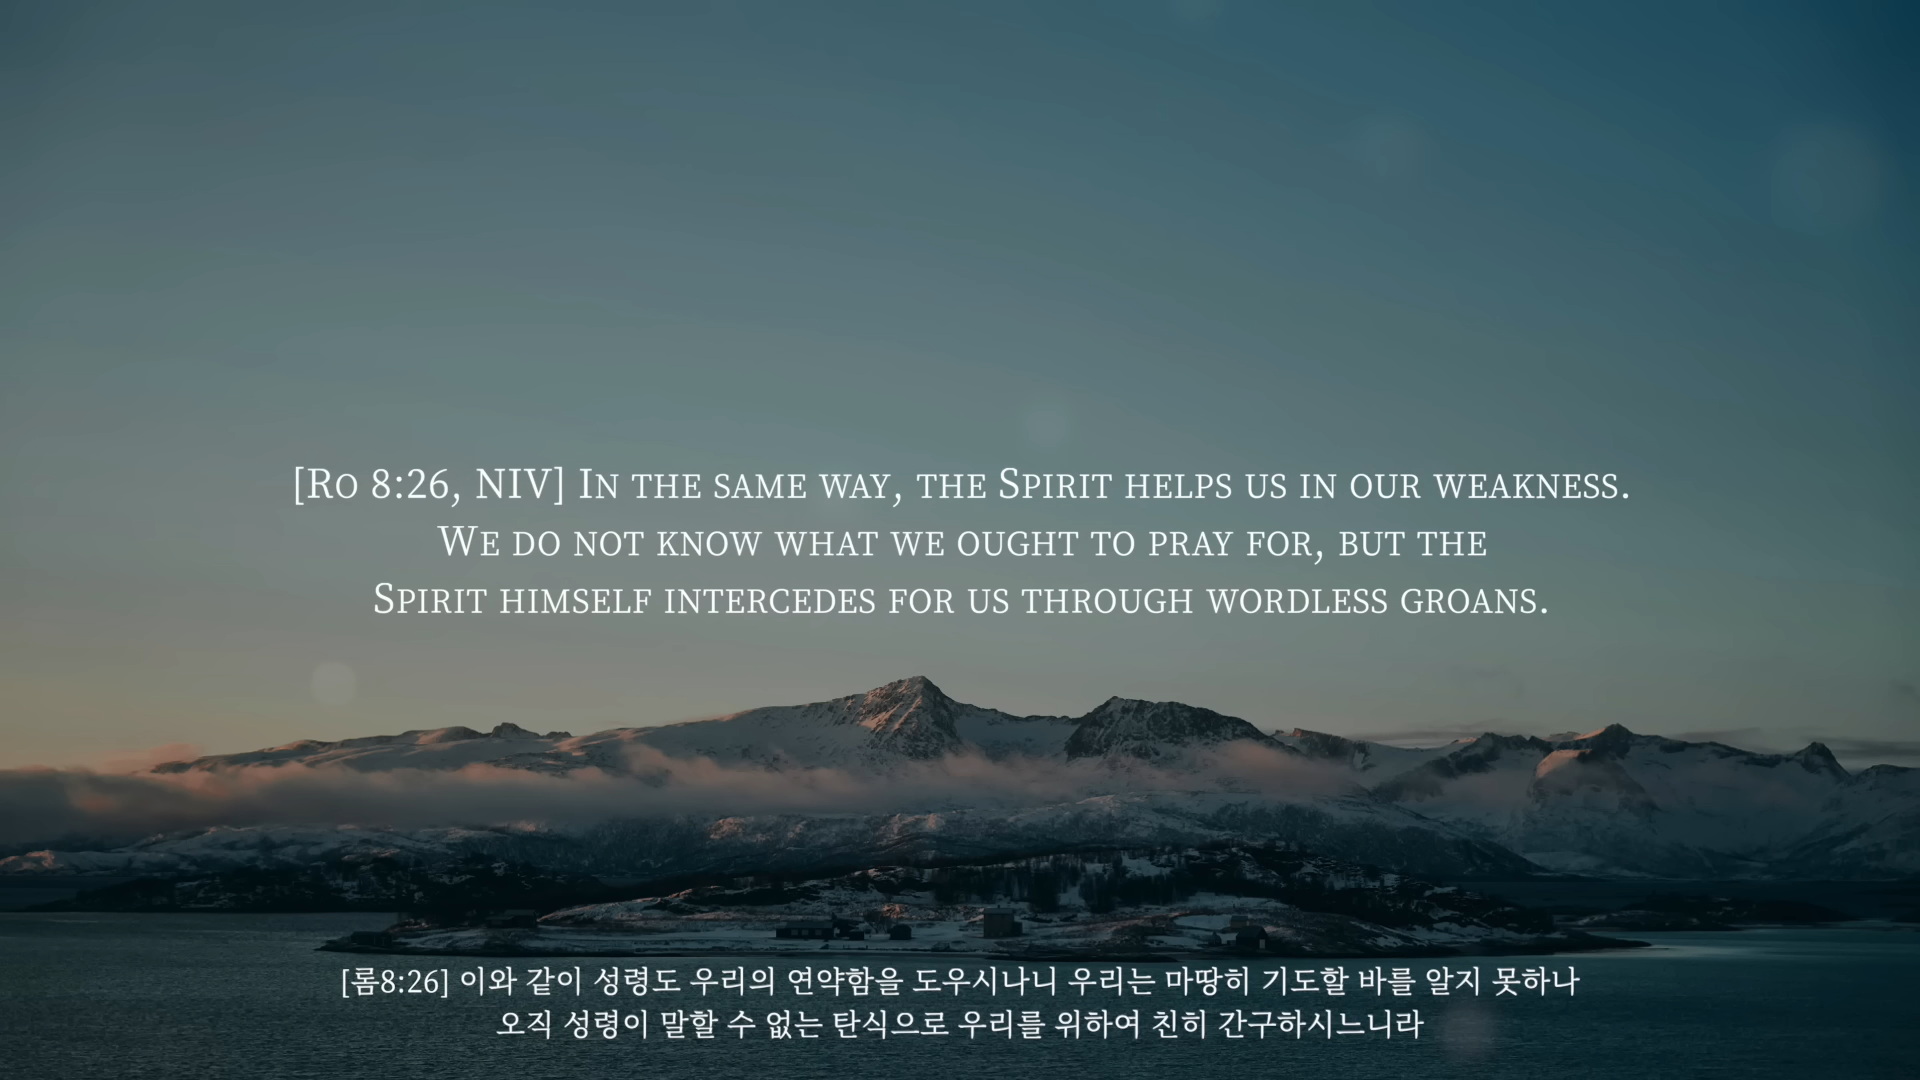 [Ro 8:26, NIV] In the same way, the Spirit helps us in our weakness.
We do not know what we ought to pray for, but the
Spirit himself intercedes for us through wordless groans.
[롬8:26] 이와 같이 성령도 우리의 연약함을 도우시나니 우리는 마땅히 기도할 바를 알지 못하나
오직 성령이 말할 수 없는 탄식으로 우리를 위하여 친히 간구하시느니라